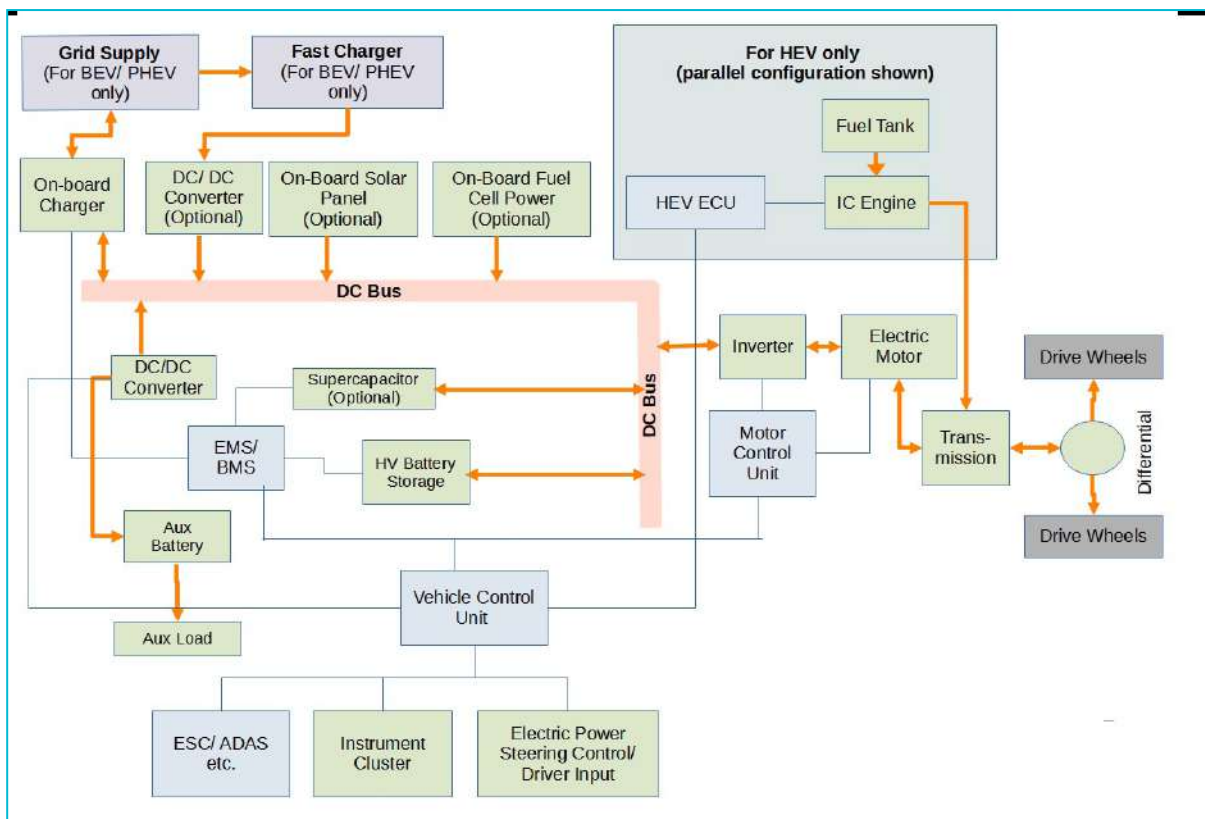 Grid Supply
(For BEV/ PHEV
only)
Fast Charger
(For BEV/ PHEV
only)
For HEV only
(parallel configuration shown)
Fuel Tank
On-board
Charger
DC/ DC
Converter
(Optional)
On-Board Solar
Panel
(Optional)
On-Board Fuel
Cell Power
(Optional)
HEV ECU
IC Engine
DC Bus
DC/DC
Converter
Supercapacitor
(Optional)
DC Bus
Inverter
Electric
Motor
Drive Wheels
EMS/
BMS
HV Battery
Storage
Motor
Control
Unit
Trans-
mission
Differential
Aux
Battery
Drive Wheels
Vehicle Control
Unit
Aux Load
ESC/ ADAS
etc.
Instrument
Cluster
Electric Power
Steering Control/
Driver Input